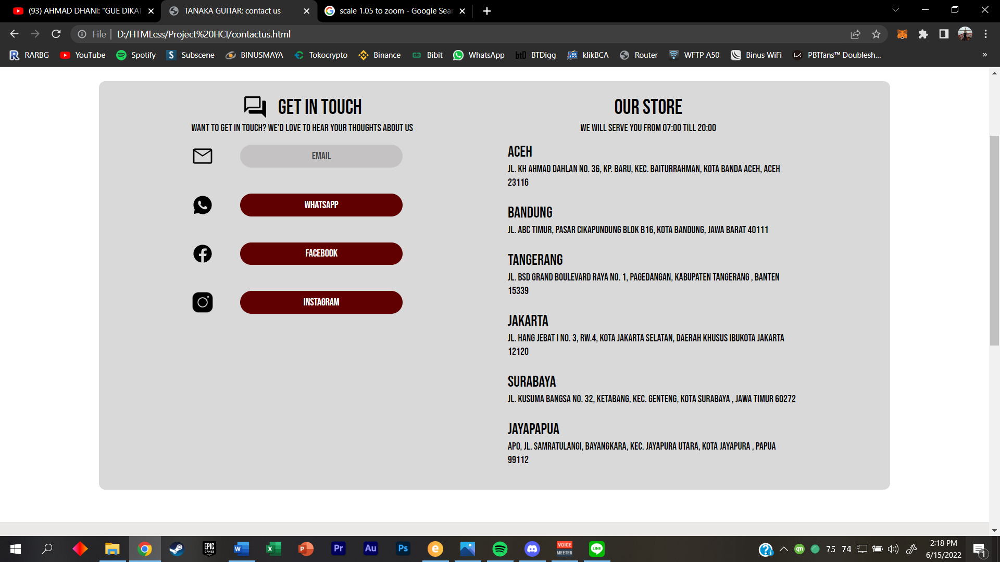 (93) AHMAD DHANI: "GUE DIKAT
TANAKA GUITAR: contact us
scale 1.05 to zoom - Google Sear
File
D:/HTMLcss/Project%20HCI/contactus.html
RARBG
YouTube
Spotify
Subscene
BINUSMAYA
Tokocrypto
Binance
Bibit
WhatsApp
BTDigg
klikBCA
Router
WFTP A50
Binus WiFi
PBTfans™ Doublesh...
»
GET IN TOUCH
WANT TO GET IN TOUCH? WE'D LOVE TO HEAR YOUR THOUGHTS ABOUT US
EMAIL
WHATSAPP
FACEBOOK
INSTAGRAM
OUR STORE
WE WILL SERVE YOU FROM 07:00 TILL 20:00
ACEH
JL. KH AHMAD DAHLAN NO. 36, KP. BARU, KEC. BAITURRAHMAN, KOTA BANDA ACEH, ACEH
23116
BANDUNG
JL. ABC TIMUR, PASAR CIKAPUNDUNG BLOK B16, KOTA BANDUNG, JAWA BARAT 40111
TANGERANG
JL. BSD GRAND BOULEVARD RAYA NO. 1, PAGEDANGAN, KABUPATEN TANGERANG , BANTEN
15339
JAKARTA
JL. HANG JEBAT I NO. 3, RW.4, KOTA JAKARTA SELATAN, DAERAH KHUSUS IBUKOTA JAKARTA
12120
SURABAYA
JL. KUSUMA BANGSA NO. 32, KETABANG, KEC. GENTENG, KOTA SURABAYA , JAWA TIMUR 60272
JAYAPAPUA
APO, JL. SAMRATULANGI, BAYANGKARA, KEC. JAYAPURA UTARA, KOTA JAYAPURA , PAPUA
99112
EPIC
GAMES
W
X
P
Pr
Au
Ps
e
VOICE
MEETER
LINE
qm
75
74
2:18 PM
6/15/2022
1